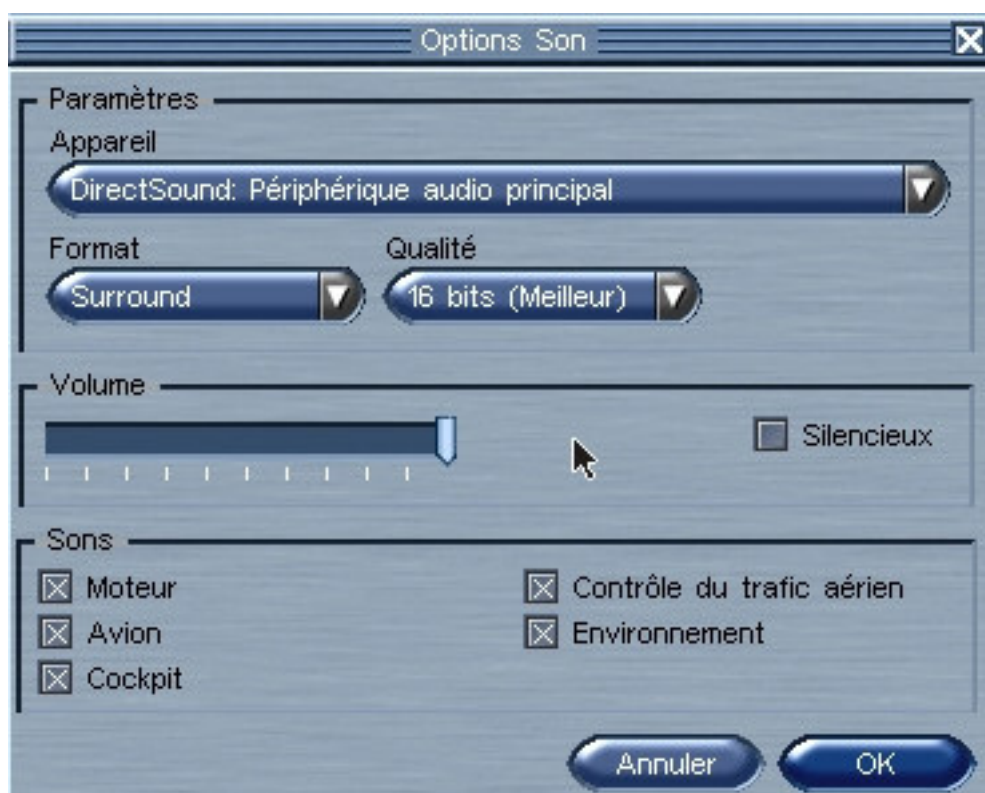 Options Son
Paramètres
Appareil
DirectSound: Périphérique audio principal
Format Qualité
Surround 16 bits (Meilleur)
Volume
Silencieux
Sons
Moteur Contrôle du trafic aérien
Avion Environnement
Cockpit
Annuler OK